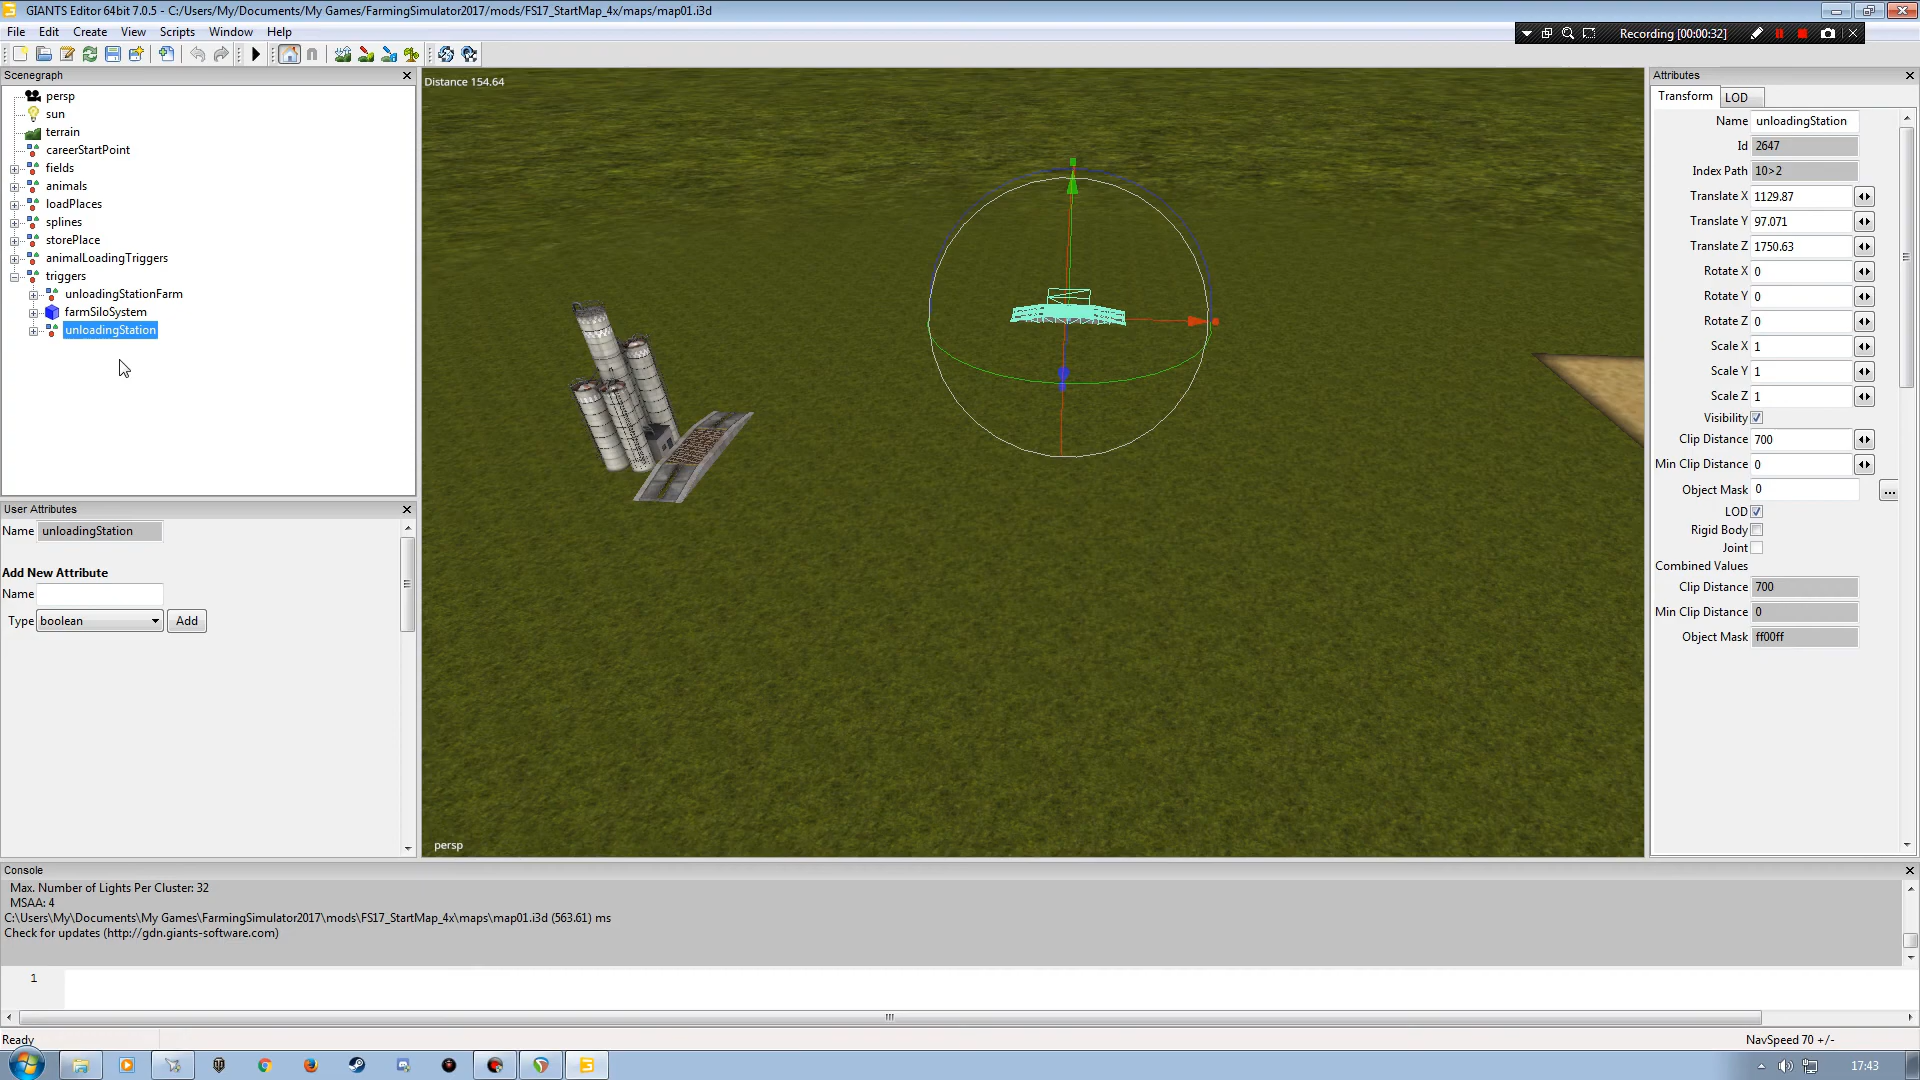 GIANTS Editor 64bit 7.0.5 - C:/Users/My/Documents/My Games/FarmingSimulator2017/mods/FS17_StartMap_4x/maps/map01.i3d
File Edit Create View Scripts Window Help
Recording [00:00:32]
Scenegraph
persp
sun
terrain
careerStartPoint
fields
animals
loadPlaces
splines
storePlace
animalLoadingTriggers
triggers
unloadingStationFarm
farmSiloSystem
unloadingStation
User Attributes
Name unloadingStation
Add New Attribute
Name
Type boolean Add
Distance 154.64
persp
Attributes
Transform LOD
Name unloadingStation
Id 2647
Index Path 10>2
Translate X 1129.87
Translate Y 97.071
Translate Z 1750.63
Rotate X 0
Rotate Y 0
Rotate Z 0
Scale X 1
Scale Y 1
Scale Z 1
Visibility
Clip Distance 700
Min Clip Distance 0
Object Mask 0 ...
LOD
Rigid Body
Joint
Combined Values
Clip Distance 700
Min Clip Distance 0
Object Mask ff00ff
Console
Max. Number of Lights Per Cluster: 32
MSAA: 4
C:\Users\My\Documents\My Games\FarmingSimulator2017\mods\FS17_StartMap_4x\maps\map01.i3d (563.61) ms
Check for updates (http://gdn.giants-software.com)
1
Ready
NavSpeed 70 +/-
17:43